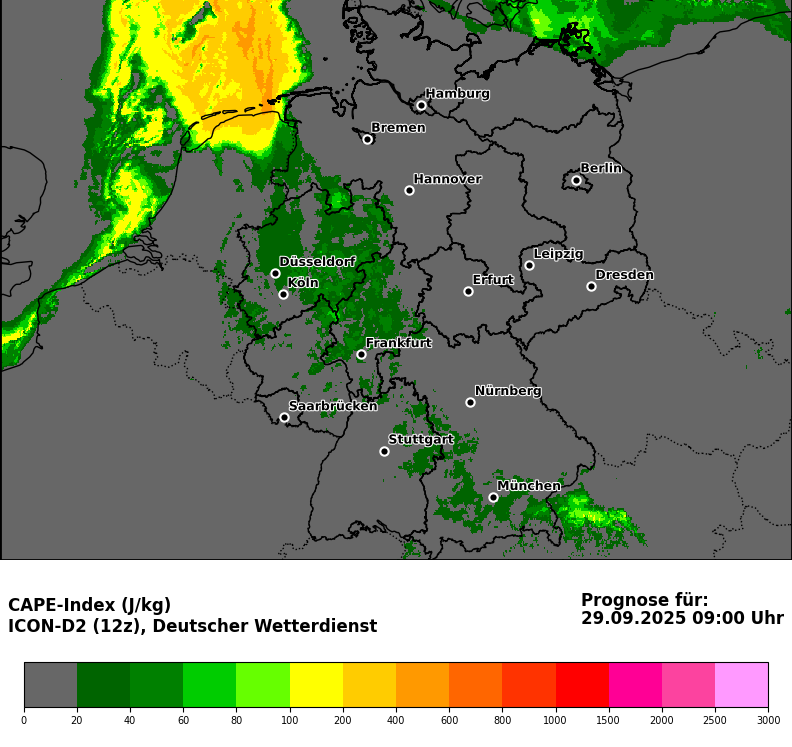 Hamburg
Bremen
Berlin
Hannover
Leipzig
Düsseldorf
Dresden
Erfurt
Köln
Frankfurt
Nürnberg
Saarbrücken
Stuttgart
München
CAPE-Index (J/kg)
ICON-D2 (12z), Deutscher Wetterdienst
Prognose für:
29.09.2025 09:00 Uhr
0 20 40 60 80 100 200 400 600 800 1000 1500 2000 2500 3000